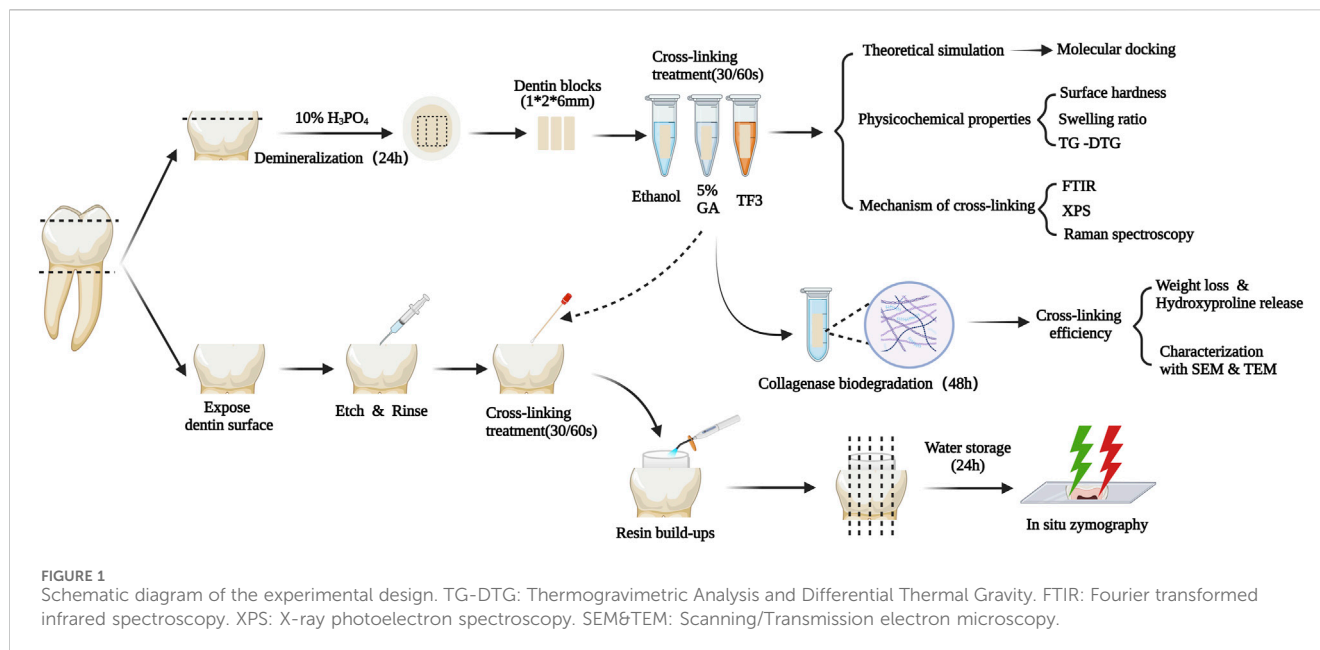 Cross-linking
treatment(30/60s)
Theoretical simulation
Molecular docking
Dentin blocks
(1*2*6mm)
10% H₃PO₄
Demineralization (24h)
Surface hardness
Physicochemical properties
Swelling ratio
TG -DTG
Ethanol
5%
GA
TF3
FTIR
Mechanism of cross-linking
XPS
Raman spectroscopy
Weight loss &
Hydroxyproline release
Cross-linking
efficiency
Characterization
with SEM & TEM
Collagenase biodegradation (48h)
Expose
dentin surface
Etch & Rinse
Cross-linking
treatment(30/60s)
Water storage
(24h)
Resin build-ups
In situ zymography
FIGURE 1
Schematic diagram of the experimental design. TG-DTG: Thermogravimetric Analysis and Differential Thermal Gravity. FTIR: Fourier transformed
infrared spectroscopy. XPS: X-ray photoelectron spectroscopy. SEM&TEM: Scanning/Transmission electron microscopy.